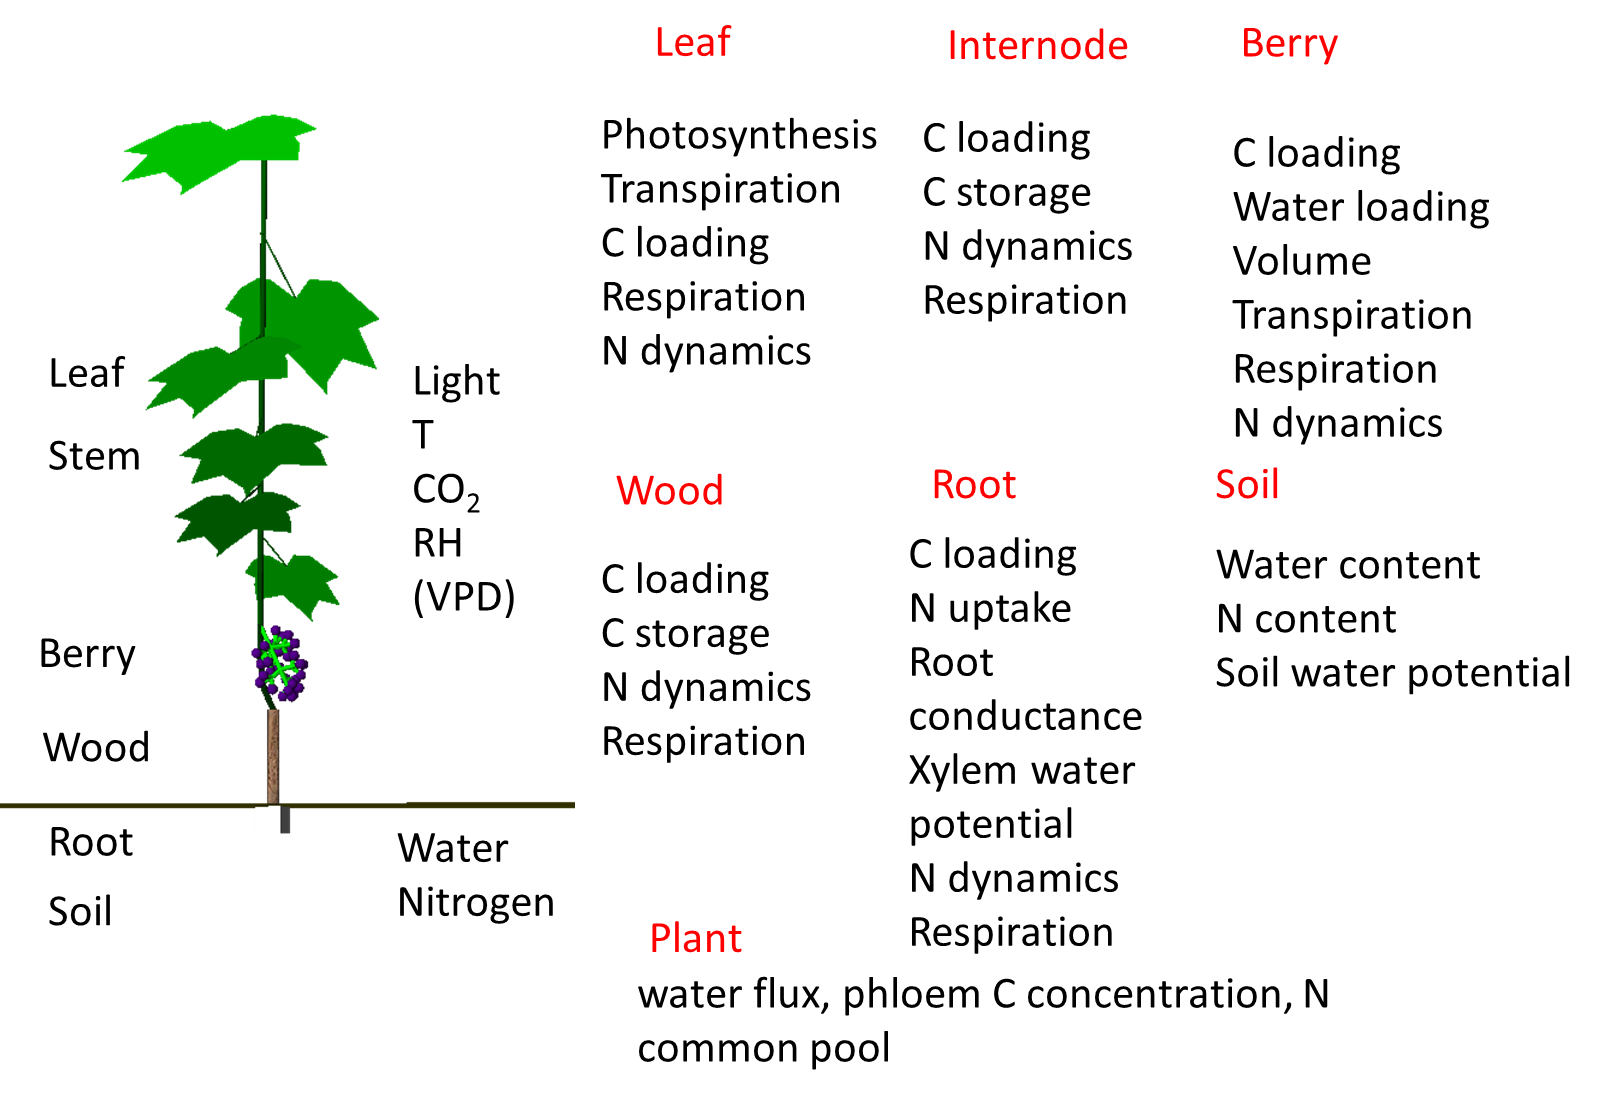 Leaf
Stem
Berry
Wood
Root
Soil
Light
T
CO₂
RH
(VPD)
Water
Nitrogen
Leaf
Photosynthesis
Transpiration
C loading
Respiration
N dynamics
Internode
C loading
C storage
N dynamics
Respiration
Berry
C loading
Water loading
Volume
Transpiration
Respiration
N dynamics
Wood
C loading
C storage
N dynamics
Respiration
Root
C loading
N uptake
Root
conductance
Xylem water
potential
N dynamics
Respiration
Soil
Water content
N content
Soil water potential
Plant
water flux, phloem C concentration, N
common pool